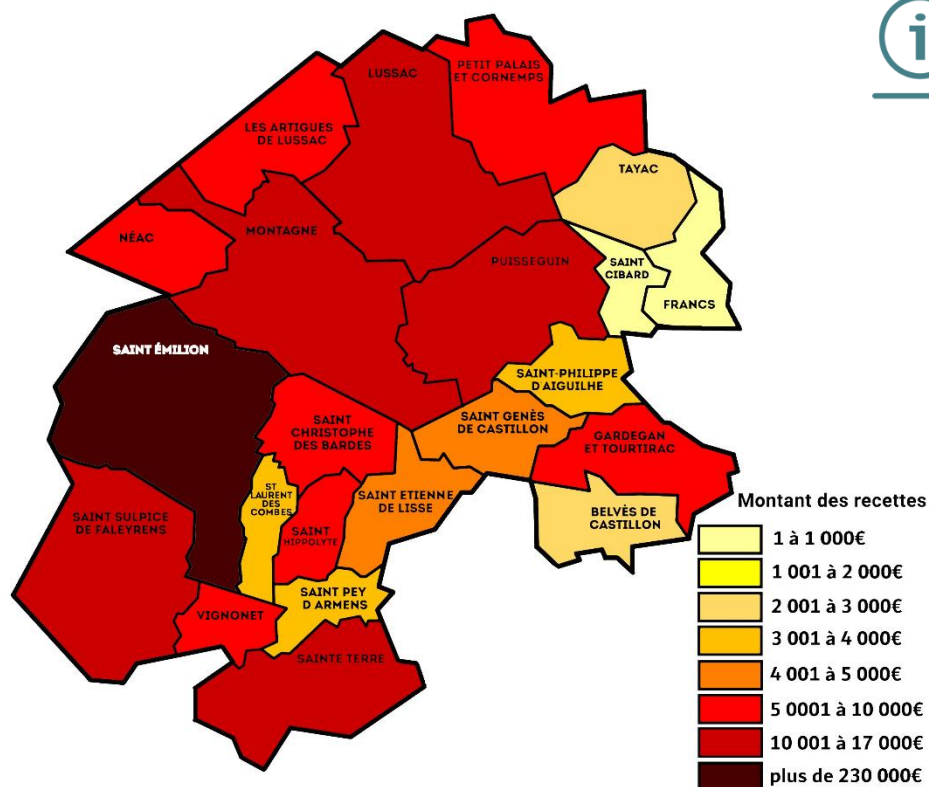 i
LUSSAC
PETIT PALAIS
ET CORNEMPS
LES ARTIGUES
DE LUSSAC
TAYAC
NÉAC
MONTAGNE
PUISSEGUIN
SAINT
CIBARD
FRANCS
SAINT ÉMILION
SAINT-PHILIPPE
D'AIGUILHE
SAINT
CHRISTOPHE
DES BARDES
SAINT GENÈS
DE CASTILLON
GARDEGAN
ET TOURTIRAC
ST
LAURENT
DES
COMBES
SAINT ETIENNE
DE LISSE
SAINT SULPICE
DE FALEYRENS
SAINT
HIPPOLYTE
BELVÈS DE
CASTILLON
SAINT PEY
D ARMENS
VIGNONET
SAINTE TERRE
Montant des recettes
1 à 1 000€
1 001 à 2 000€
2 001 à 3 000€
3 001 à 4 000€
4 001 à 5 000€
5 0001 à 10 000€
10 001 à 17 000€
plus de 230 000€